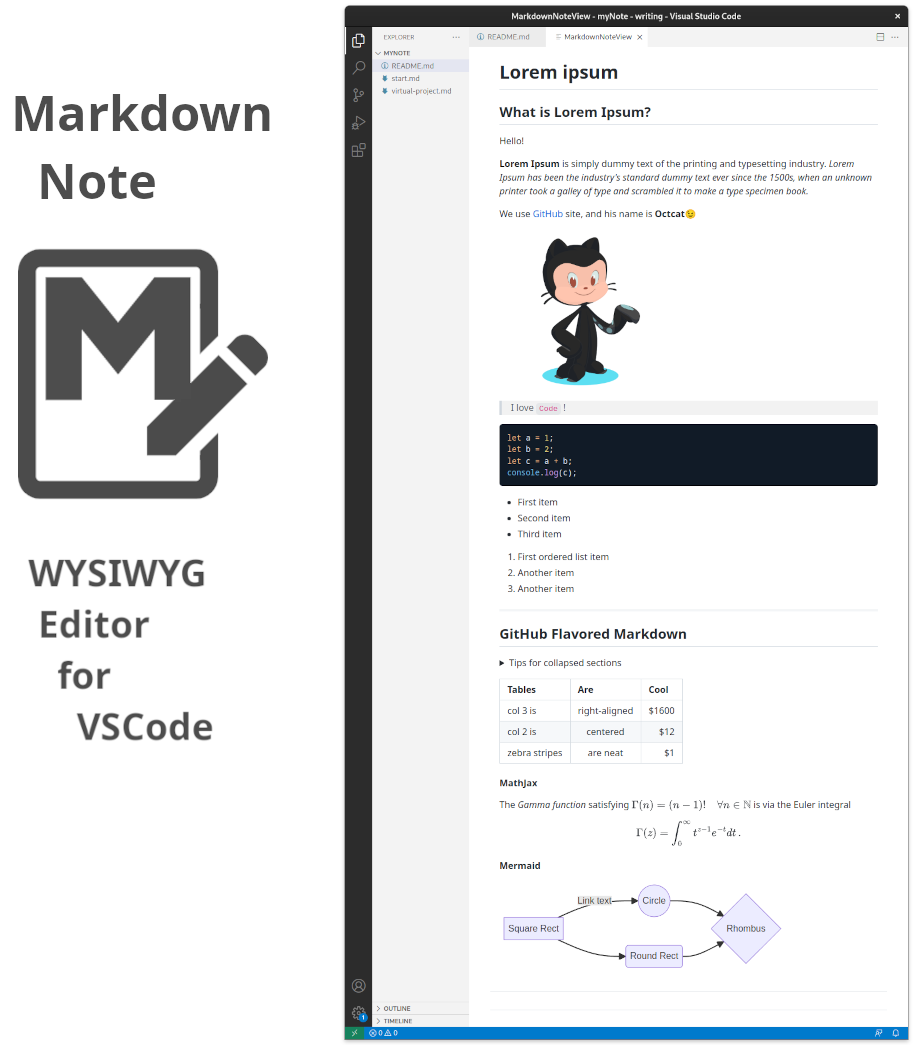 Markdown
Note
M
WYSIWYG
Editor
for
VSCode
MarkdownNoteView - myNote - writing - Visual Studio Code
EXPLORER
README.md
MarkdownNoteView
MYNOTE
README.md
start.md
virtual-project.md
Lorem ipsum
What is Lorem Ipsum?
Hello!
Lorem Ipsum is simply dummy text of the printing and typesetting industry. Lorem
Ipsum has been the industry's standard dummy text ever since the 1500s, when an unknown
printer took a galley of type and scrambled it to make a type specimen book.
We use GitHub site, and his name is Octcat😉
I love Code !
let a = 1;
let b = 2;
let c = a + b;
console.log(c);
• First item
• Second item
• Third item
1. First ordered list item
2. Another item
3. Another item
GitHub Flavored Markdown
Tips for collapsed sections
Tables Are Cool
col 3 is right-aligned $1600
col 2 is centered $12
zebra stripes are neat $1
MathJax
The Gamma function satisfying Γ(n) = (n − 1)! ∀n ∈ ℕ is via the Euler integral
Γ(z) = ∫₀^∞ t^{z−1}e^{−t}dt .
Mermaid
Link text
Circle
Square Rect
Rhombus
Round Rect
OUTLINE
TIMELINE
1
0 0